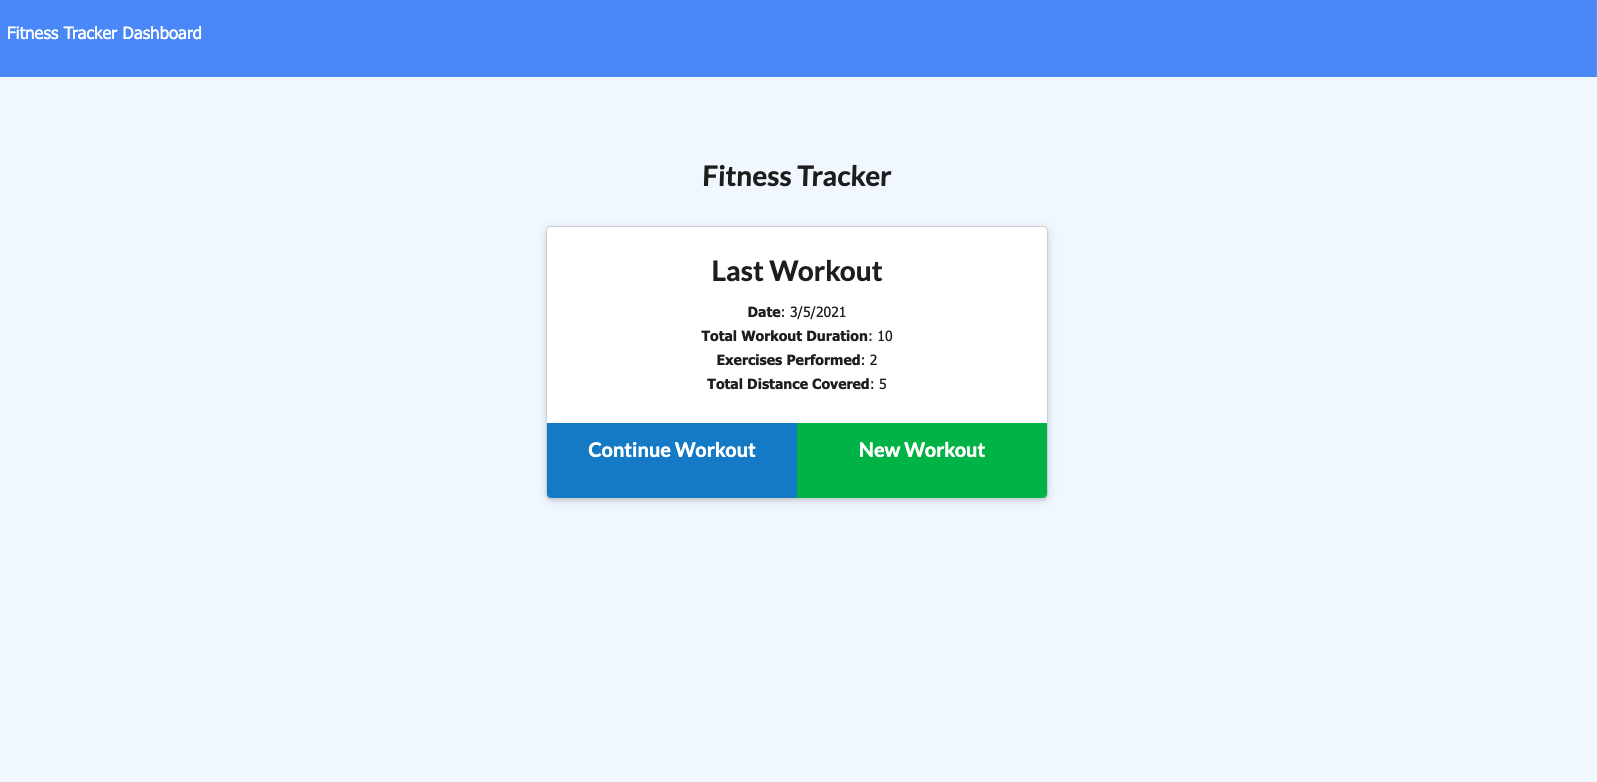 Fitness Tracker Dashboard
Fitness Tracker
Last Workout
Date: 3/5/2021
Total Workout Duration: 10
Exercises Performed: 2
Total Distance Covered: 5
Continue Workout
New Workout